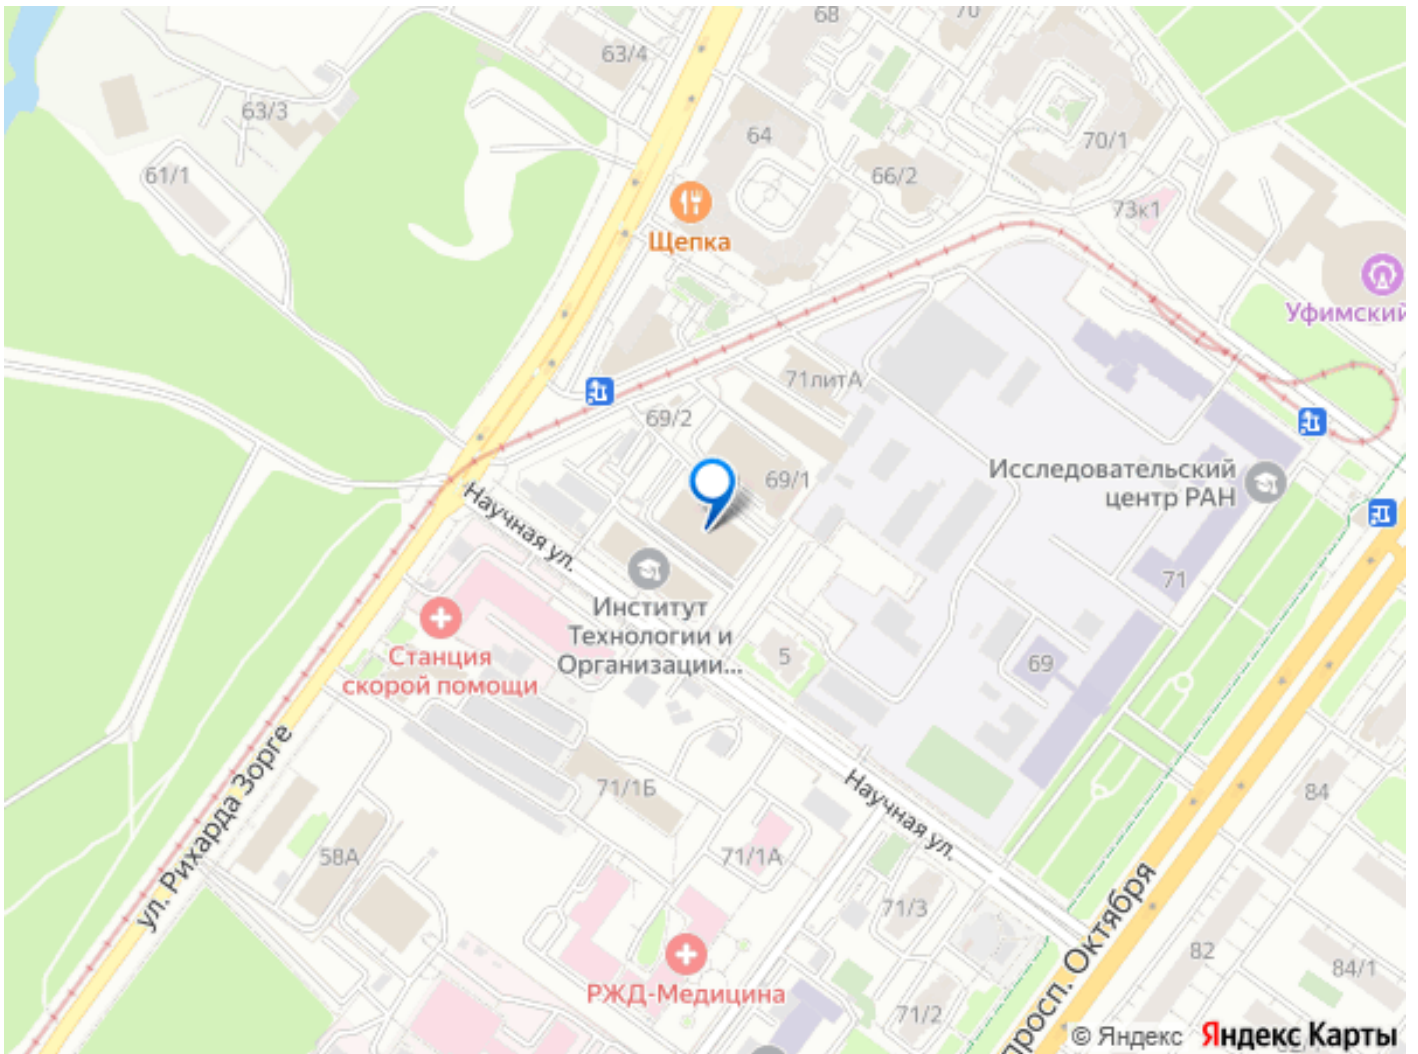 68
70
63/4
63/3
64
70/1
61/1
66/2
73к1
Щепка
Уфимский
71литА
69/2
69/1
Исследовательский
центр РАН
Научная ул.
71
Институт
Технологии и
Организации...
5
69
Станция
скорой помощи
ул. Рихарда Зорге
71/1Б
Научная ул.
84
58А
71/1А
71/3
просп. Октября
82
84/1
РЖД-Медицина
71/2
© Яндекс Яндекс Карты